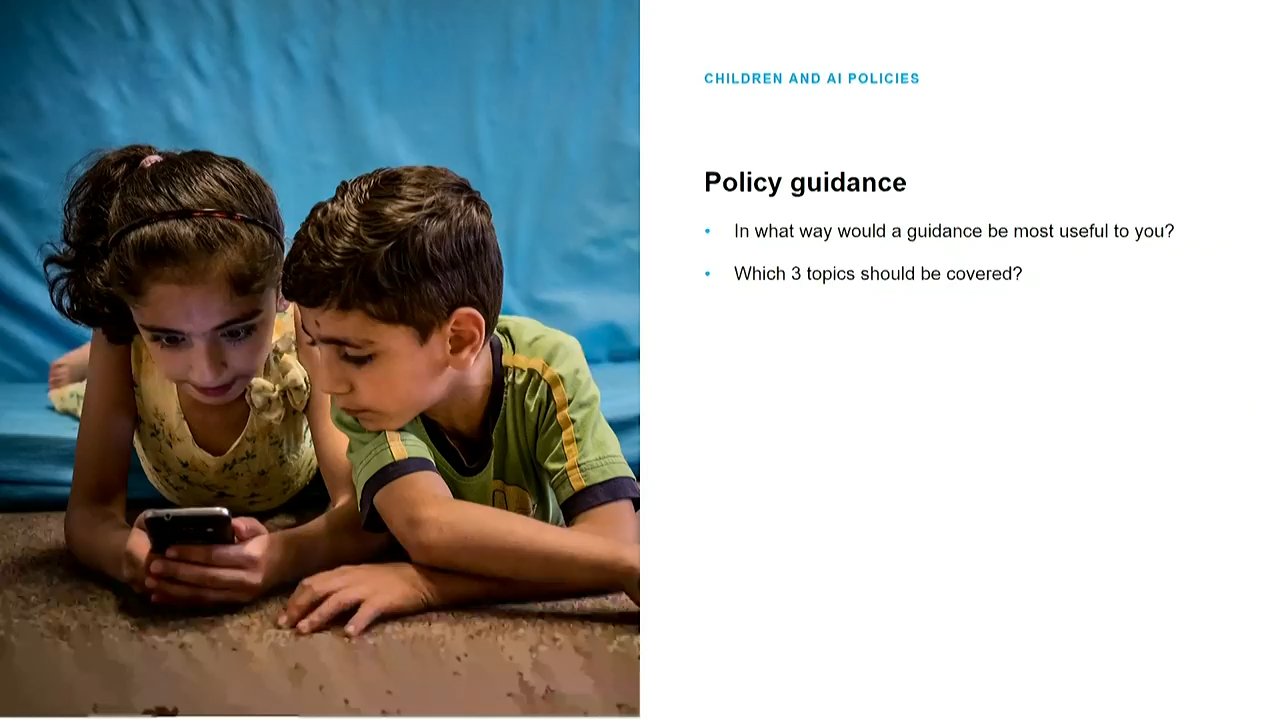 CHILDREN AND AI POLICIES
Policy guidance
• In what way would a guidance be most useful to you?
• Which 3 topics should be covered?